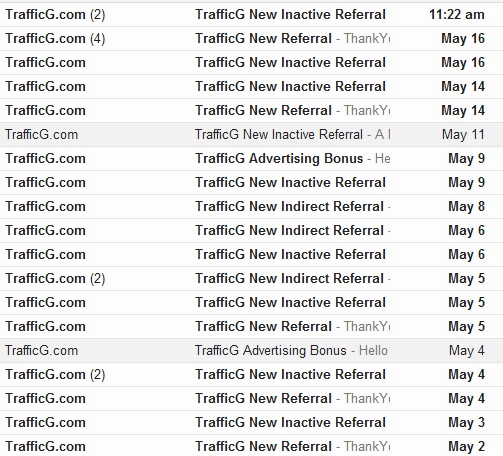 TrafficG.com (2) TrafficG New Inactive Referral 11:22 am
TrafficG.com (4) TrafficG New Referral - ThankYo May 16
TrafficG.com TrafficG New Inactive Referral May 16
TrafficG.com TrafficG New Inactive Referral May 14
TrafficG.com TrafficG New Referral - ThankYo May 14
TrafficG.com TrafficG New Inactive Referral - A May 11
TrafficG.com TrafficG Advertising Bonus - He May 9
TrafficG.com TrafficG New Inactive Referral May 9
TrafficG.com TrafficG New Indirect Referral - May 8
TrafficG.com TrafficG New Indirect Referral - May 6
TrafficG.com TrafficG New Inactive Referral May 6
TrafficG.com (2) TrafficG New Indirect Referral - May 5
TrafficG.com TrafficG New Inactive Referral May 5
TrafficG.com TrafficG New Referral - ThankYo May 5
TrafficG.com TrafficG Advertising Bonus - Hello May 4
TrafficG.com (2) TrafficG New Inactive Referral May 4
TrafficG.com TrafficG New Referral - ThankYo May 4
TrafficG.com TrafficG New Inactive Referral May 3
TrafficG.com TrafficG New Referral - ThankYo May 2